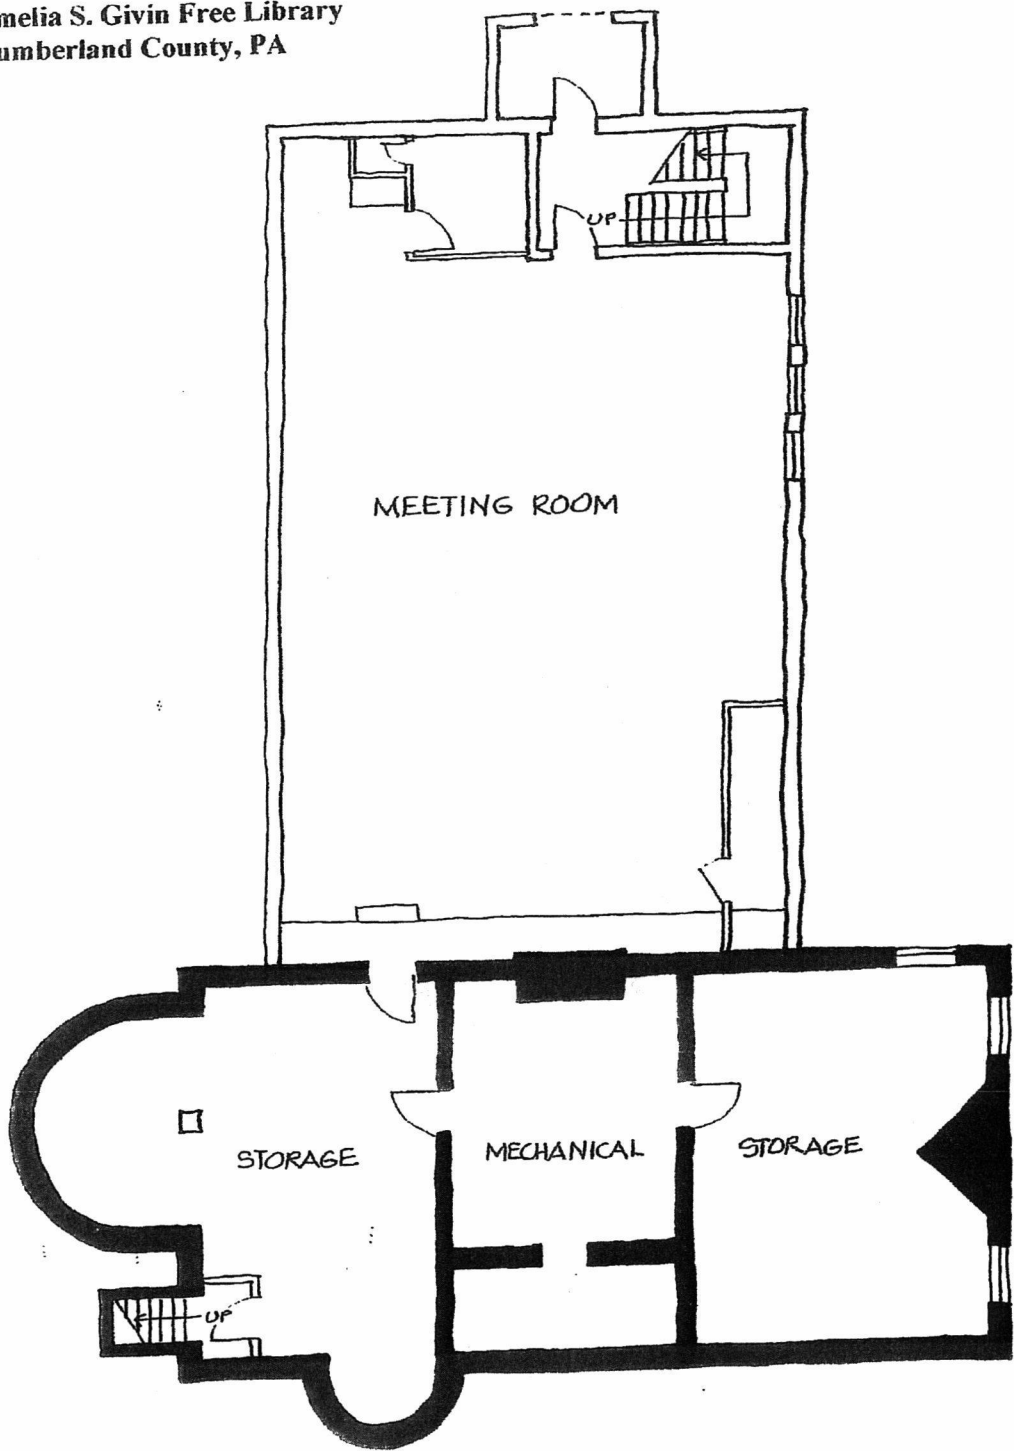 melia S. Givin Free Library
umberland County, PA
UP
MEETING ROOM
STORAGE
MECHANICAL
STORAGE
UP